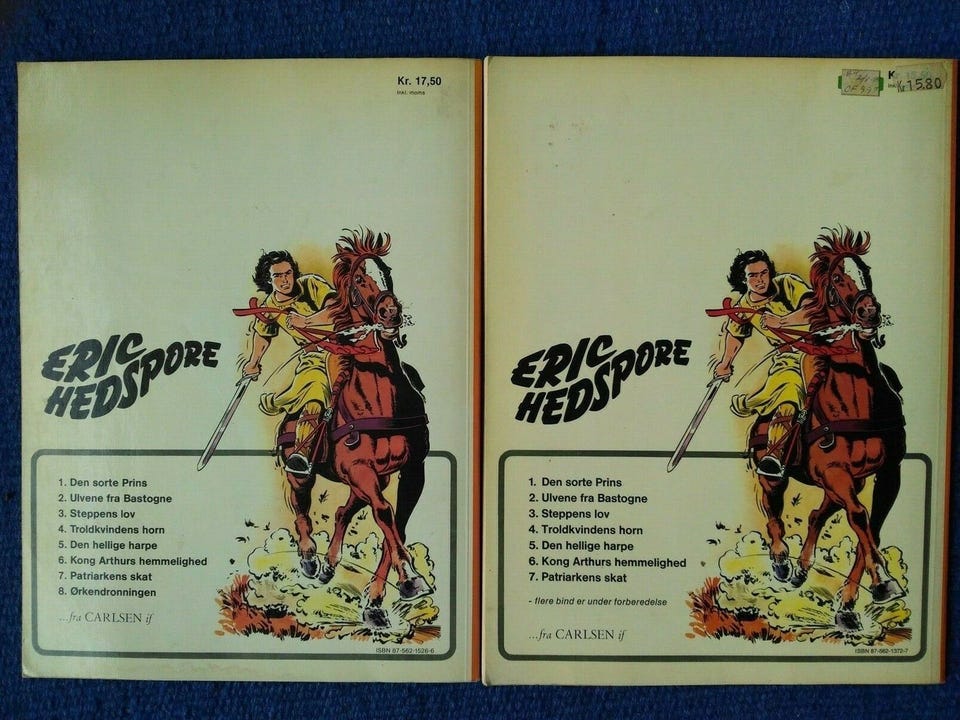 Kr. 17,50
Inkl. moms
ERIC
HEDSPORE
1. Den sorte Prins
2. Ulvene fra Bastogne
3. Steppens lov
4. Troldkvindens horn
5. Den hellige harpe
6. Kong Arthurs hemmelighed
7. Patriarkens skat
8. Ørkendronningen
...fra CARLSEN if
ISBN 87-562-1526-6
Kr 15.80
ERIC
HEDSPORE
1. Den sorte Prins
2. Ulvene fra Bastogne
3. Steppens lov
4. Troldkvindens horn
5. Den hellige harpe
6. Kong Arthurs hemmelighed
7. Patriarkens skat
- flere bind er under forberedelse
...fra CARLSEN if
ISBN 87-562-1372-7